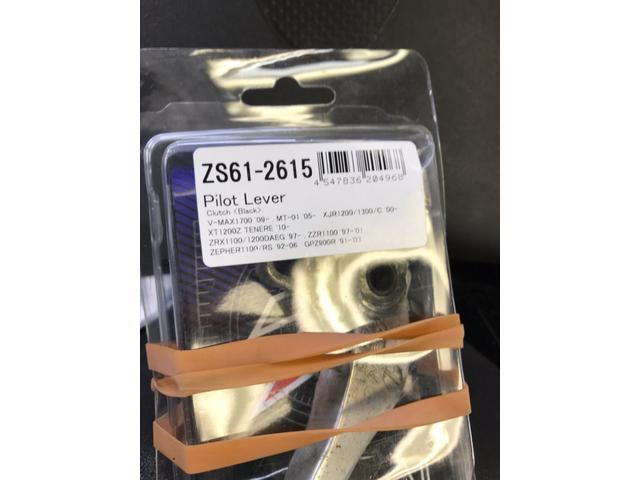 ZS61-2615
4 547836 204968
Pilot Lever
Clutch <Black>
V-MAX1700 '09- , MT-01 '05- XJR1200/1300/C '00-
XT1200Z TENERE '10-
ZRX1100/1200DAEG '97- , ZZR1100 '97-'01
ZEPHER1100/RS '92-06 GPZ900R '91-'03